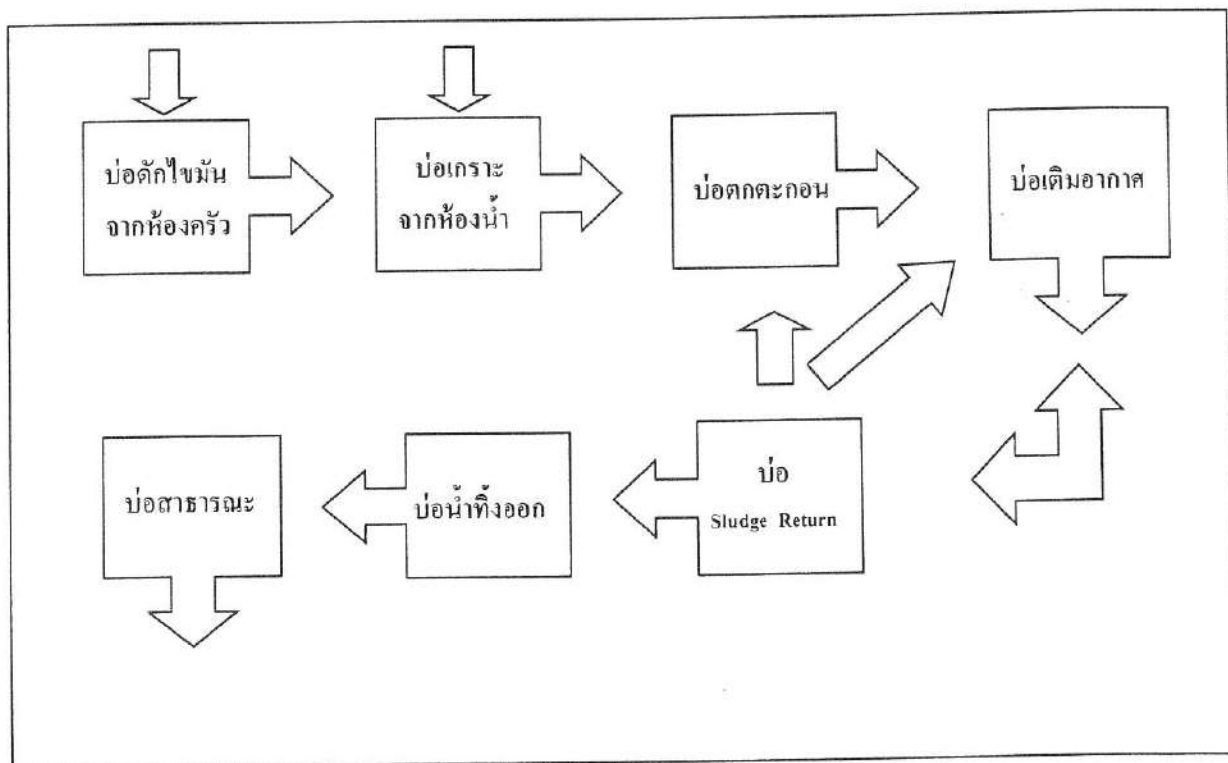 บ่อดักไขมัน
จากห้องครัว
บ่อเกราะ
จากห้องน้ำ
บ่อตกตะกอน
บ่อเติมอากาศ
บ่อสาธารณะ
บ่อน้ำทิ้งออก
บ่อ
Sludge Return